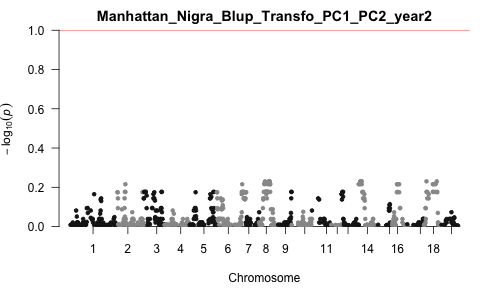 Manhattan_Nigra_Blup_Transfo_PC1_PC2_year2
1.0
0.8
0.6
0.4
0.2
0.0
− log₁₀(p)
1 2 3 4 5 6 7 8 9 11 14 16 18
Chromosome